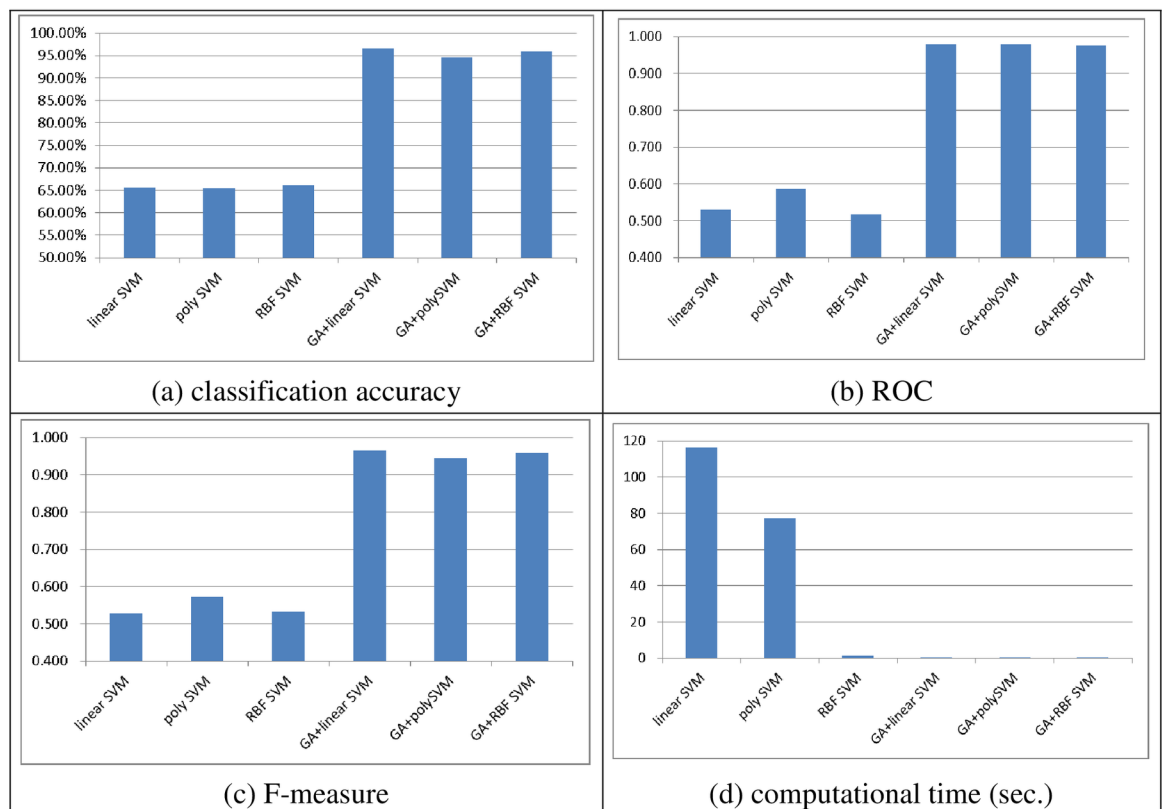 100.00%
95.00%
90.00%
85.00%
80.00%
75.00%
70.00%
65.00%
60.00%
55.00%
50.00%
linear SVM
poly SVM
RBF SVM
GA+linear SVM
GA+polySVM
GA+RBF SVM
(a) classification accuracy
1.000
0.900
0.800
0.700
0.600
0.500
0.400
linear SVM
poly SVM
RBF SVM
GA+linear SVM
GA+polySVM
GA+RBF SVM
(b) ROC
1.000
0.900
0.800
0.700
0.600
0.500
0.400
linear SVM
poly SVM
RBF SVM
GA+linear SVM
GA+polySVM
GA+RBF SVM
(c) F-measure
120
100
80
60
40
20
0
linear SVM
poly SVM
RBF SVM
GA+linear SVM
GA+polySVM
GA+RBF SVM
(d) computational time (sec.)